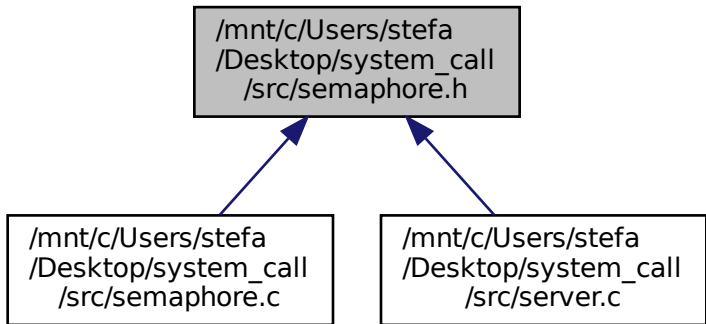 /mnt/c/Users/stefa
/Desktop/system_call
/src/semaphore.h
/mnt/c/Users/stefa
/Desktop/system_call
/src/semaphore.c
/mnt/c/Users/stefa
/Desktop/system_call
/src/server.c